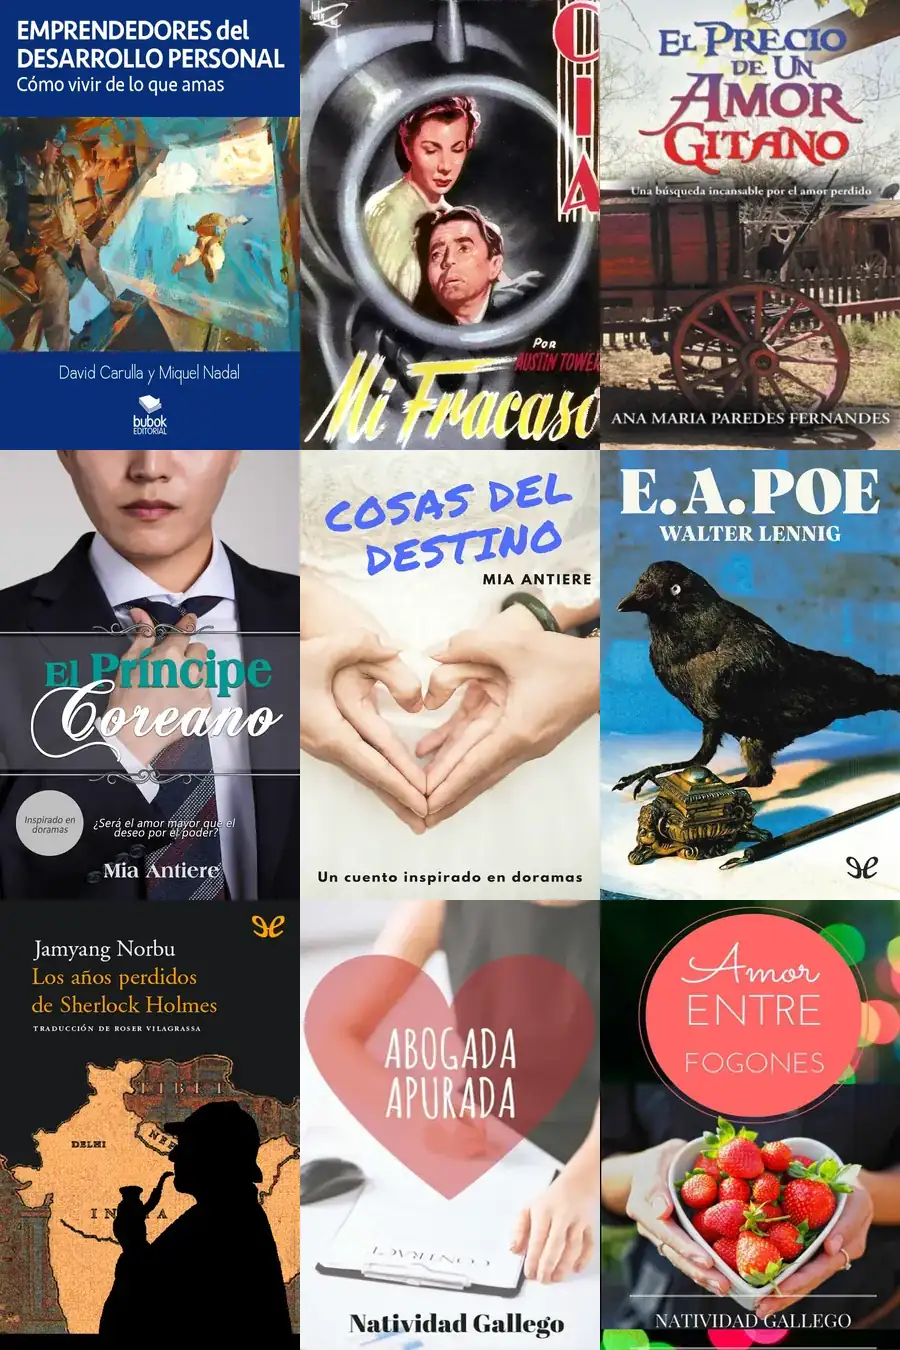 EMPRENDEDORES del
DESARROLLO PERSONAL
Cómo vivir de lo que amas
David Carulla y Miquel Nadal
bubok
EDITORIAL
CIA
Por
AUSTIN TOWER
Mi Fracaso
EL PRECIO
DE UN
AMOR
GITANO
Una búsqueda incansable por el amor perdido
ANA MARIA PAREDES FERNANDES
El Príncipe
Coreano
Inspirado en
doramas
¿Será el amor mayor que el
deseo por el poder?
Mia Antiere
COSAS DEL
DESTINO
MIA ANTIERE
Un cuento inspirado en doramas
E.A.POE
WALTER LENNIG
Jamyang Norbu
Los años perdidos
de Sherlock Holmes
TRADUCCIÓN DE ROSER VILAGRASSA
TIBET
DELHI
NE
INDIA
ABOGADA
APURADA
CONTRACT
Natividad Gallego
Amor
ENTRE
FOGONES
NATIVIDAD GALLEGO